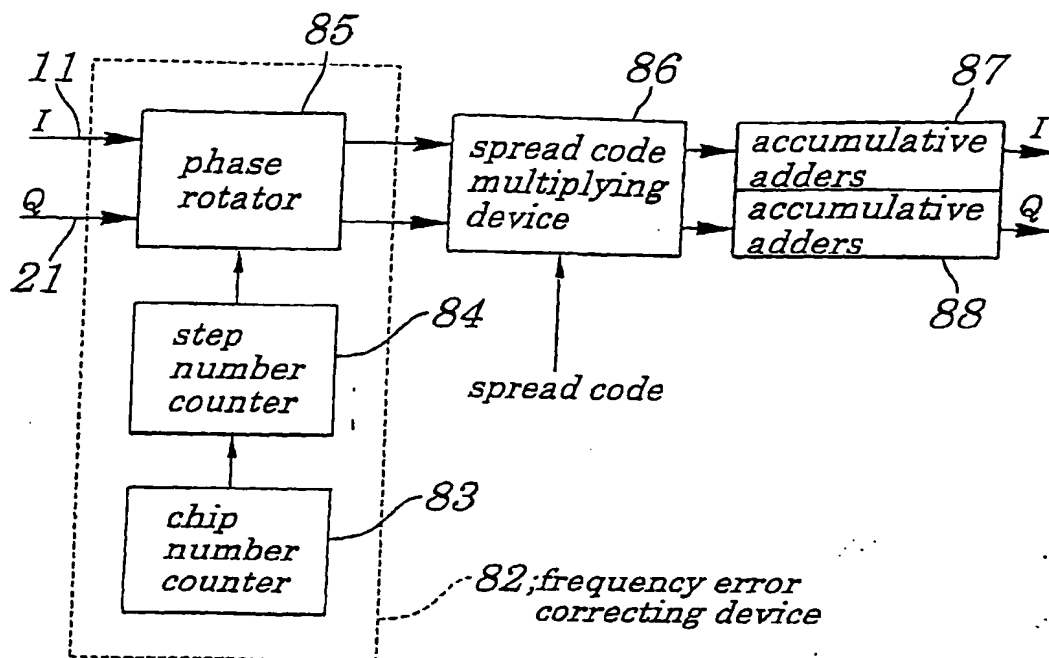 85
11
I
phase
rotator
Q
21
86
spread code
multiplying
device
87
accumulative
adders
I
accumulative
adders
Q
88
step
number
counter
84
spread code
chip
number
counter
83
82;frequency error
correcting device